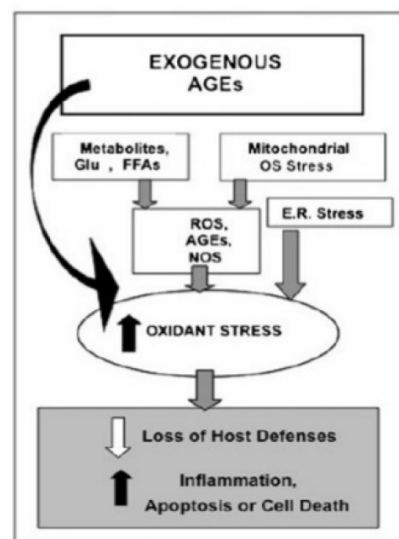 EXOGENOUS
AGEs
Metabolites,
Glu , FFAs
Mitochondrial
OS Stress
ROS,
AGEs,
NOS
E.R. Stress
OXIDANT STRESS
Loss of Host Defenses
Inflammation,
Apoptosis or Cell Death